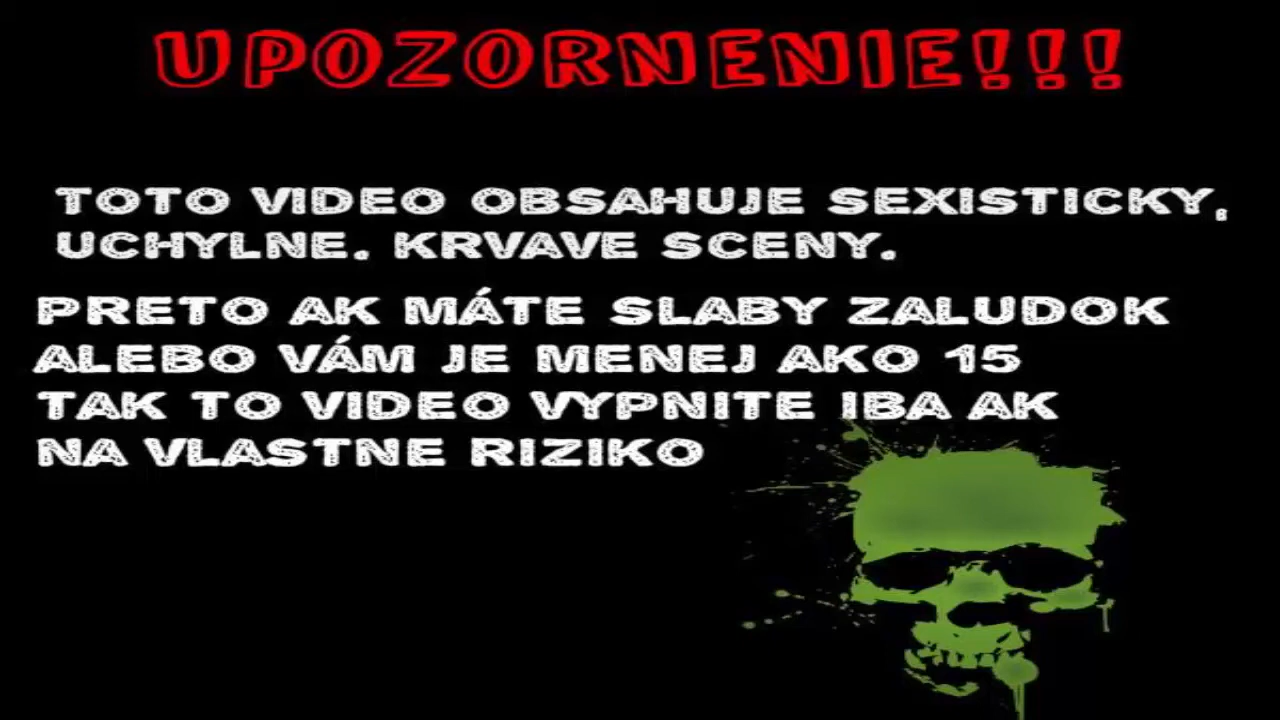 UPOZORNENIE!!!
TOTO VIDEO OBSAHUJE SEXISTICKY,
UCHYLNE. KRVAVE SCENY.
PRETO AK MÁTE SLABY ZALUDOK
ALEBO VÁM JE MENEJ AKO 15
TAK TO VIDEO VYPNITE IBA AK
NA VLASTNE RIZIKO